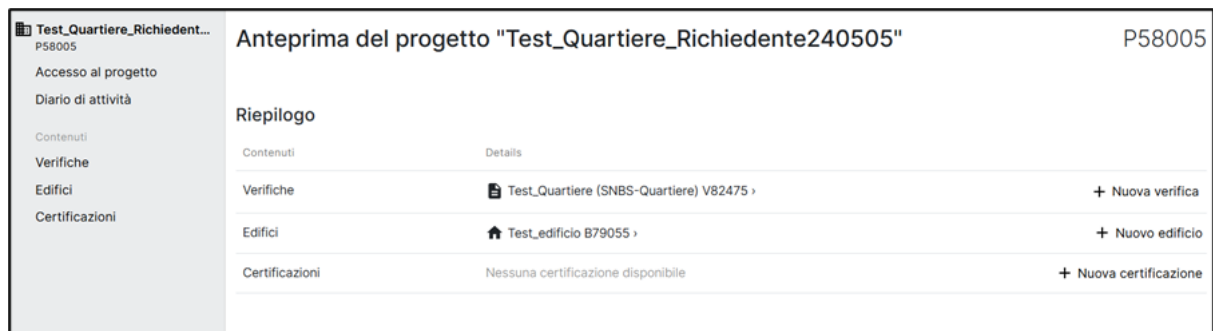 Test_Quartiere_Richiedent...
P58005
Accesso al progetto
Diario di attività
Contenuti
Verifiche
Edifici
Certificazioni
Anteprima del progetto "Test_Quartiere_Richiedente240505" P58005
Riepilogo
Contenuti Details
Verifiche Test_Quartiere (SNBS-Quartiere) V82475 › + Nuova verifica
Edifici Test_edificio B79055 › + Nuovo edificio
Certificazioni Nessuna certificazione disponibile + Nuova certificazione